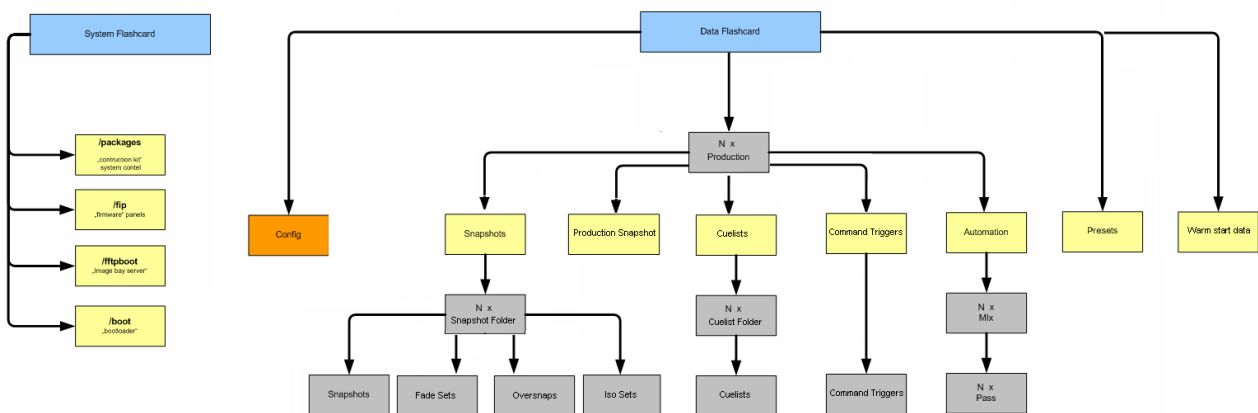 System Flashcard
/packages
„contruction kit"
system contel
/fip
„firmware" panels
/fftpboot
„Image bay server"
/boot
„bootloader"
Data Flashcard
N x
Production
Config
Snapshots
Production Snapshot
Cuelists
Command Triggers
Automation
Presets
Warm start data
N x
Snapshot Folder
N x
Cuelist Folder
N x
MIx
Snapshots
Fade Sets
Oversnaps
Iso Sets
Cuelists
Command Triggers
N x
Pass